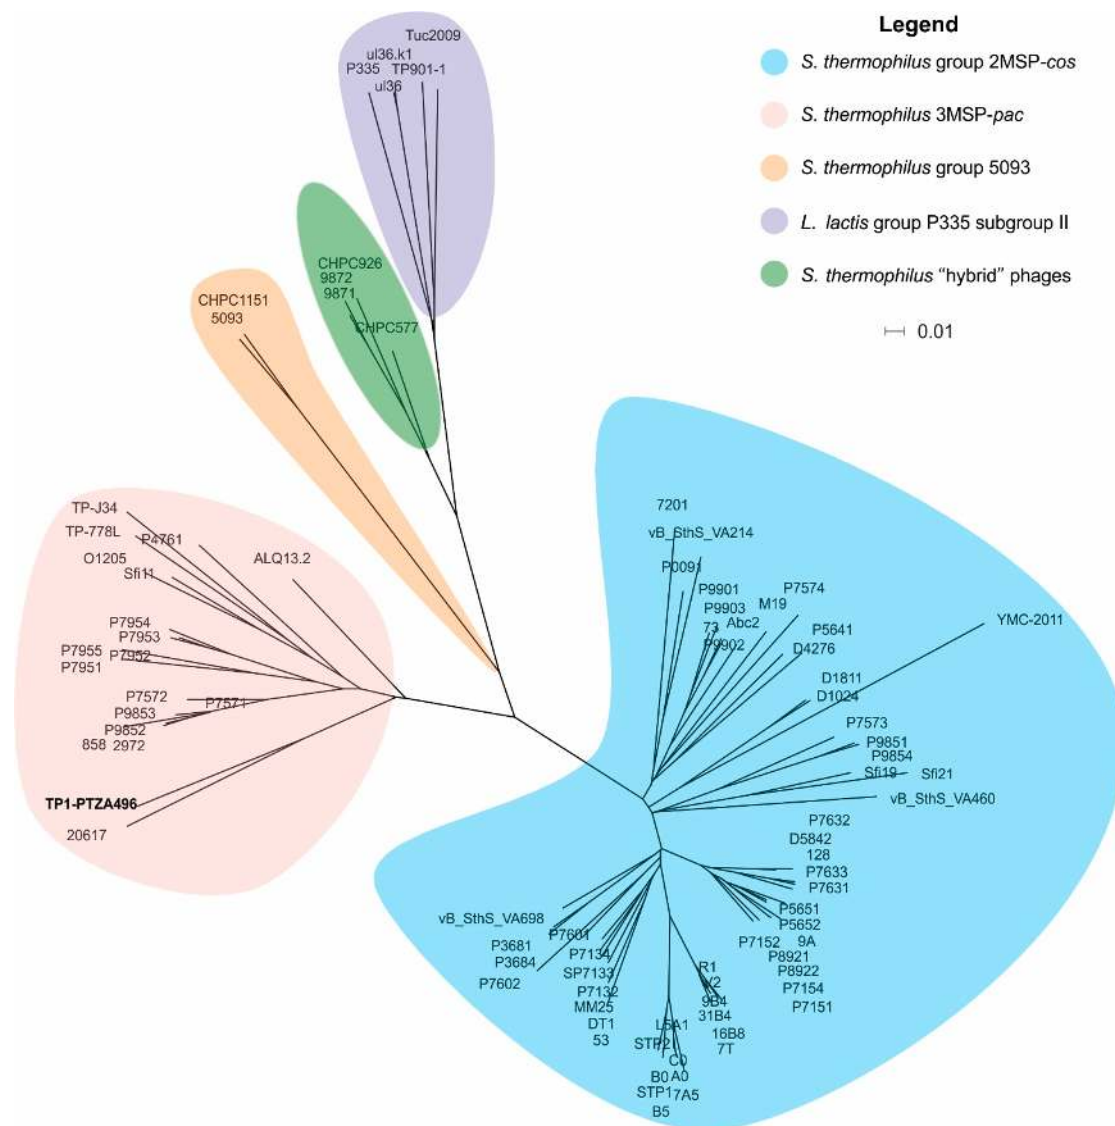 Legend
S. thermophilus group 2MSP-cos
S. thermophilus 3MSP-pac
S. thermophilus group 5093
L. lactis group P335 subgroup II
S. thermophilus “hybrid” phages
0.01
Tuc2009
ul36.k1
P335 TP901-1
ul36
CHPC926
9872
9871
CHPC577
CHPC1151
5093
TP-J34
TP-778L
P4761
ALQ13.2
O1205
Sfi11
P7954
P7953
P7955
P7952
P7951
P7572
P7571
P9853
P9852
858 2972
TP1-PTZA496
20617
7201
vB_SthS_VA214
P0091
P9901
P7574
P9903
M19
73
Abc2
P9902
P5641
D4276
YMC-2011
D1811
D1024
P7573
P9851
P9854
Sfi19
Sfi21
vB_SthS_VA460
P7632
D5842
128
P7633
P7631
P5651
P5652
P7152
9A
P8921
P8922
P7154
P7151
vB_SthS_VA698
P7601
P3681
P7134
P3684
SP7133
P7602
P7132
MM25
DT1
53
R1
V2
9B4
31B4
16B8
7T
L5A1
STP2
C0
B0 A0
STP1 7A5
B5